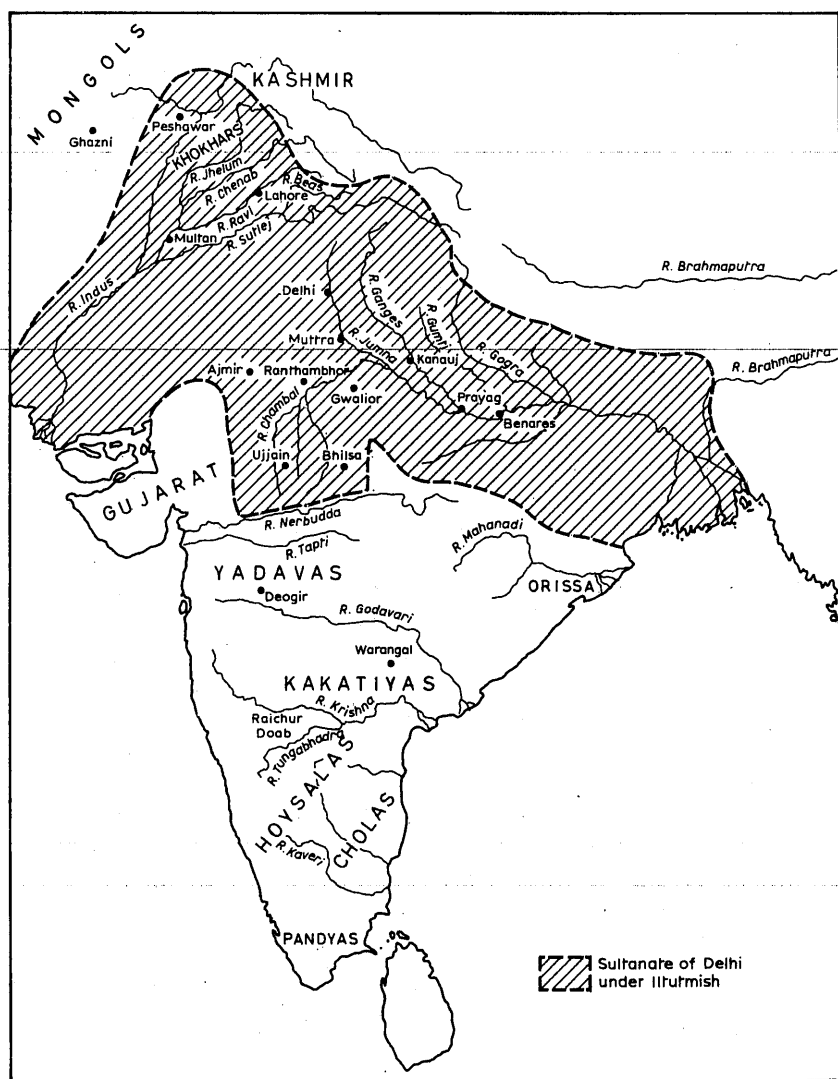 MONGOLS
KASHMIR
Ghazni
Peshawar
KHOKHARS
R. Jhelum
R. Chenab
R. Beas
Lahore
R. Ravi
Multan
R. Sutlej
R. Indus
R. Brahmaputra
Delhi
R. Ganges
R. Gumti
Muttra
R. Jumna
Kanauj
R. Gogra
R. Brahmaputra
Ajmir
Ranthambhor
Gwalior
R. Chambal
Prayag
Benares
Ujjain
Bhilsa
GUJARAT
R. Nerbudda
R. Tapti
R. Mahanadi
YADAVAS
ORISSA
Deogir
R. Godavari
Warangal
KAKATIYAS
R. Krishna
Raichur
Doab
R. Tungabhadra
HOYSALAS
CHOLAS
R. Kaveri
PANDYAS
Sultanate of Delhi
under Iltutmish